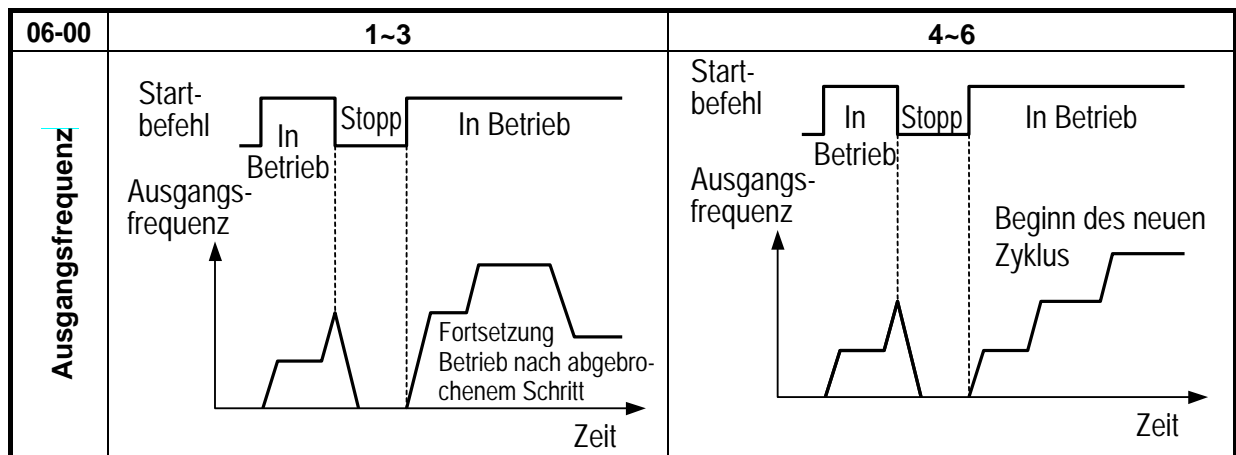 06-00
1~3
4~6
Ausgangsfrequenz
Start-
befehl
In
Betrieb
Stopp
In Betrieb
Ausgangs-
frequenz
Fortsetzung
Betrieb nach abgebro-
chenem Schritt
Zeit
Start-
befehl
In
Betrieb
Stopp
In Betrieb
Ausgangs-
frequenz
Beginn des neuen
Zyklus
Zeit